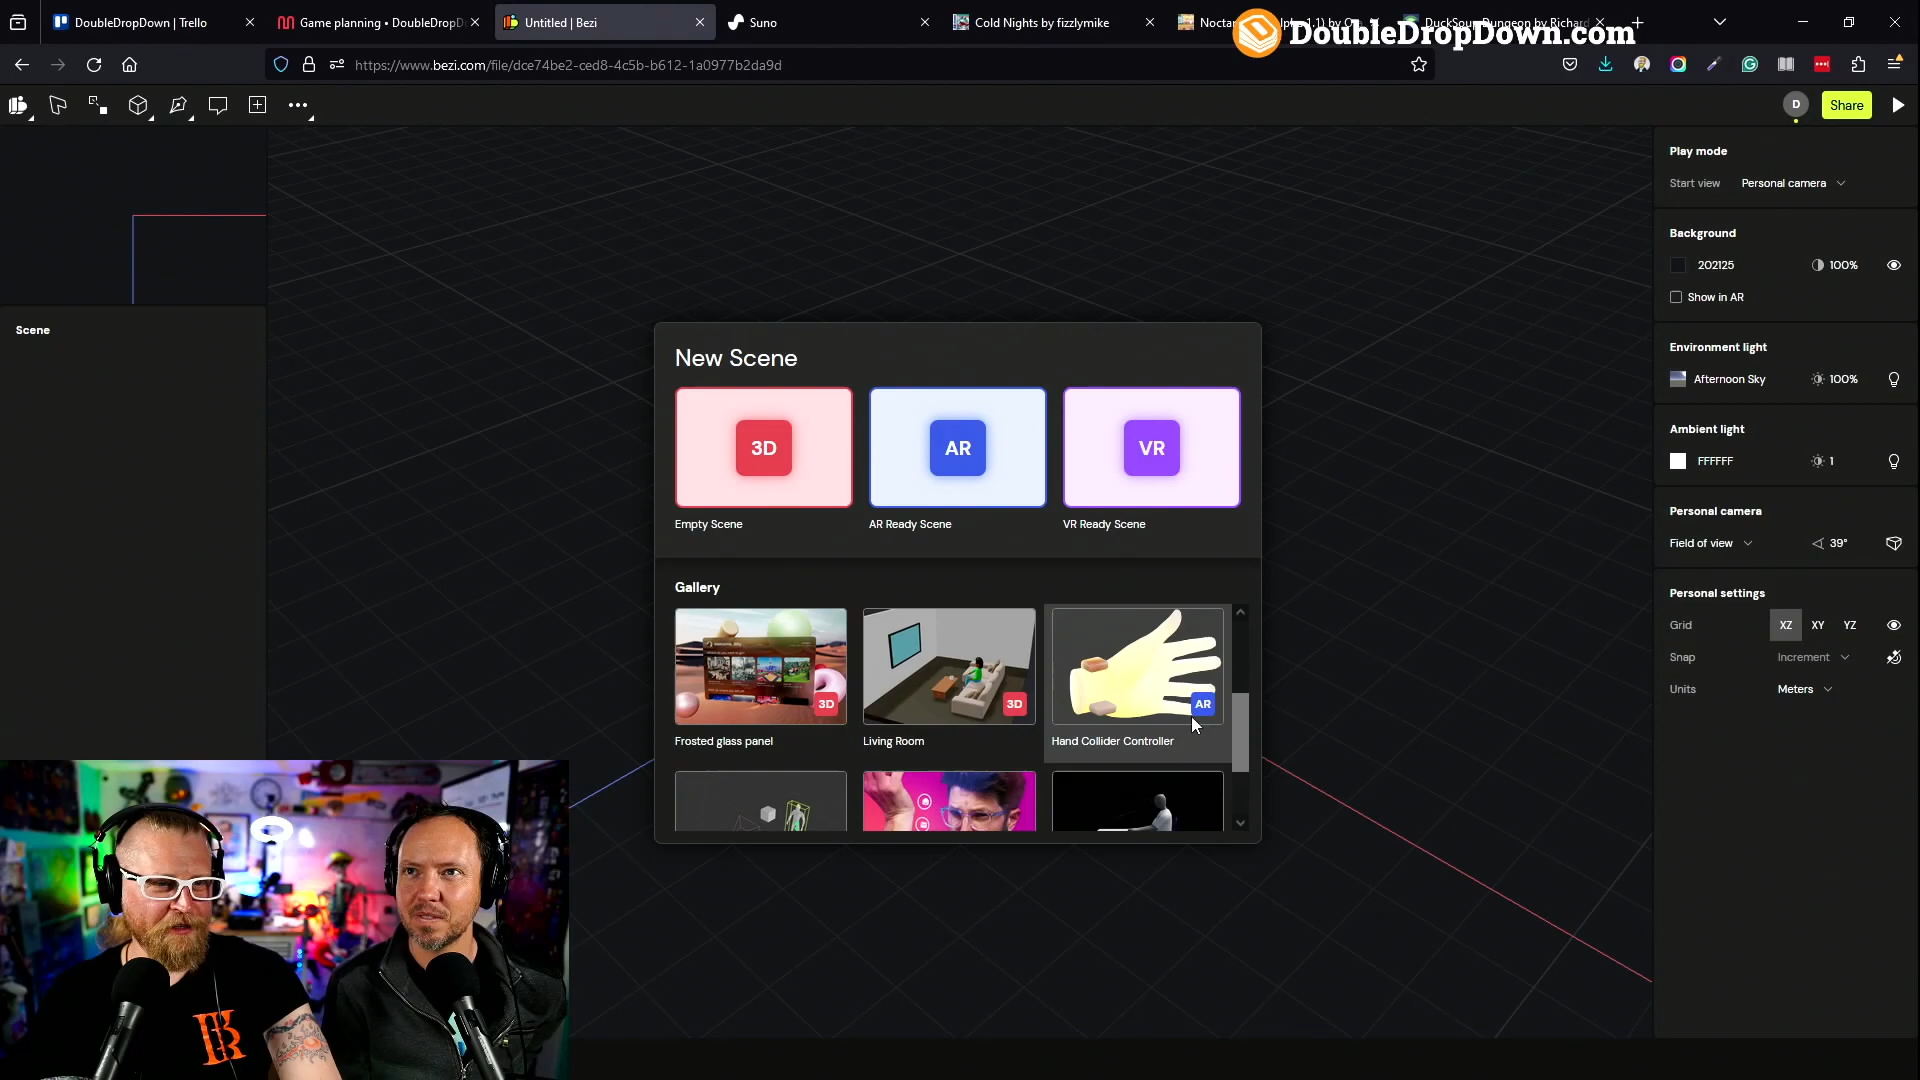 DoubleDropDown | Trello
Game planning • DoubleDropD
Untitled | Bezi
Suno
Cold Nights by fizzlymike
DuckSoup Dungeon by Richard
DoubleDropDown.com
https://www.bezi.com/file/dce74be2-ced8-4c5b-b612-1a0977b2da9d
D
Share
Play mode
Start view
Personal camera
Background
202125
100%
Show in AR
Scene
Environment light
Afternoon Sky
100%
New Scene
3D
AR
VR
Empty Scene
AR Ready Scene
VR Ready Scene
Ambient light
FFFFFF
1
Personal camera
Field of view
39°
Gallery
Personal settings
Grid
XZ
XY
YZ
Snap
Increment
Units
Meters
3D
3D
AR
Frosted glass panel
Living Room
Hand Collider Controller